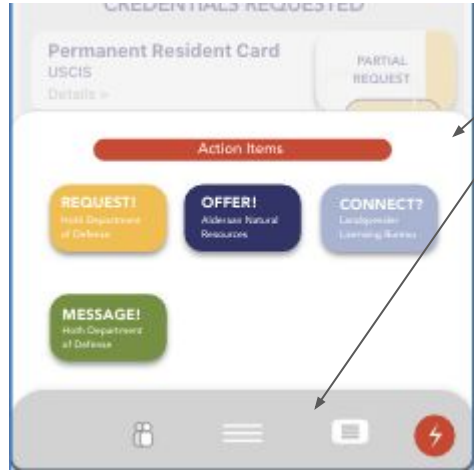 CREDENTIALS REQUESTED
Permanent Resident Card
USCIS
Details »
PARTIAL
REQUEST
Action Items
REQUEST!
Hoth Department
of Defense
OFFER!
Alderaan Natural
Resources
CONNECT?
Landspeeder
Licensing Bureau
MESSAGE!
Hoth Department
of Defense